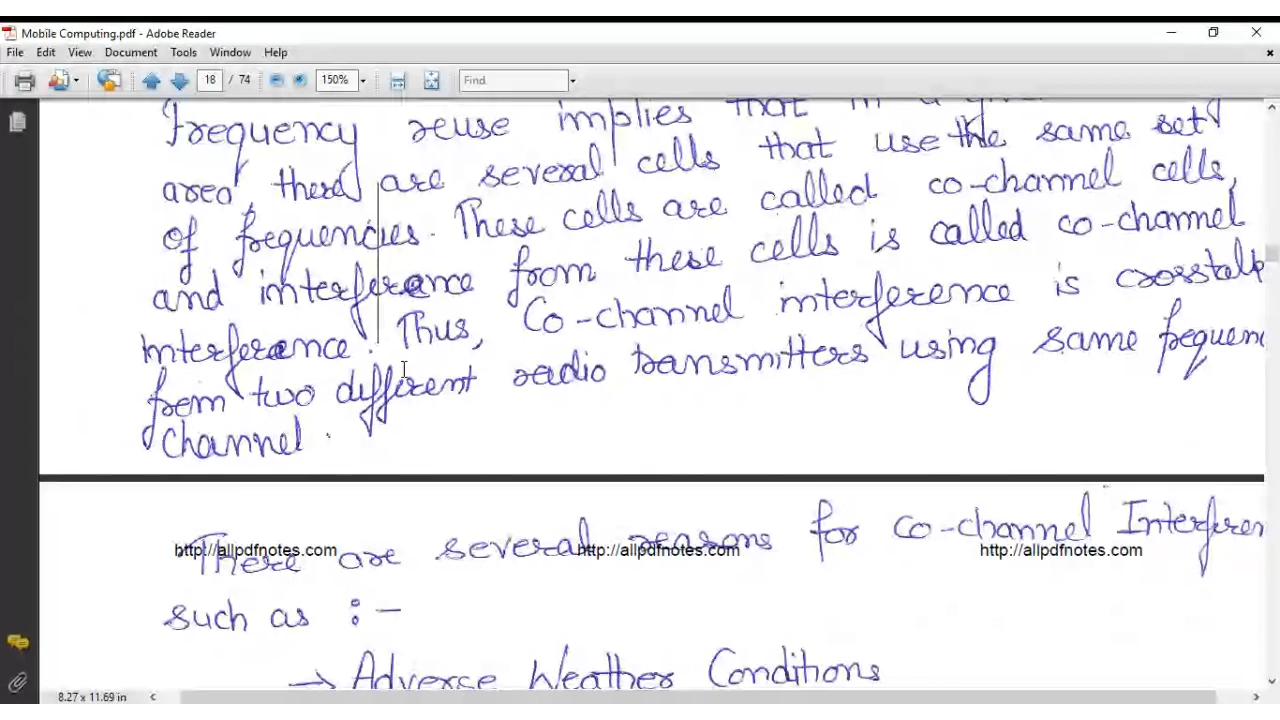 Mobile Computing.pdf - Adobe Reader
File Edit View Document Tools Window Help
18 / 74 150% Find
Frequency reuse implies that in a
area, there are several cells that use the same set
of frequencies. These cells are called co-channel cells,
and interference from these cells is called co-channel
interference. Thus, Co-channel interference is crosstalk
from two different radio transmitters using same frequen
channel.
There are several reasons for co-channel Interferen
http://allpdfnotes.com http://allpdfnotes.com http://allpdfnotes.com
such as :-
→ Adverse Weather Conditions
8.27 x 11.69 in